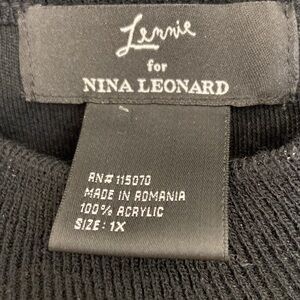 Lennie
for
NINA LEONARD
RN# 115070
MADE IN ROMANIA
100% ACRYLIC
SIZE: 1X